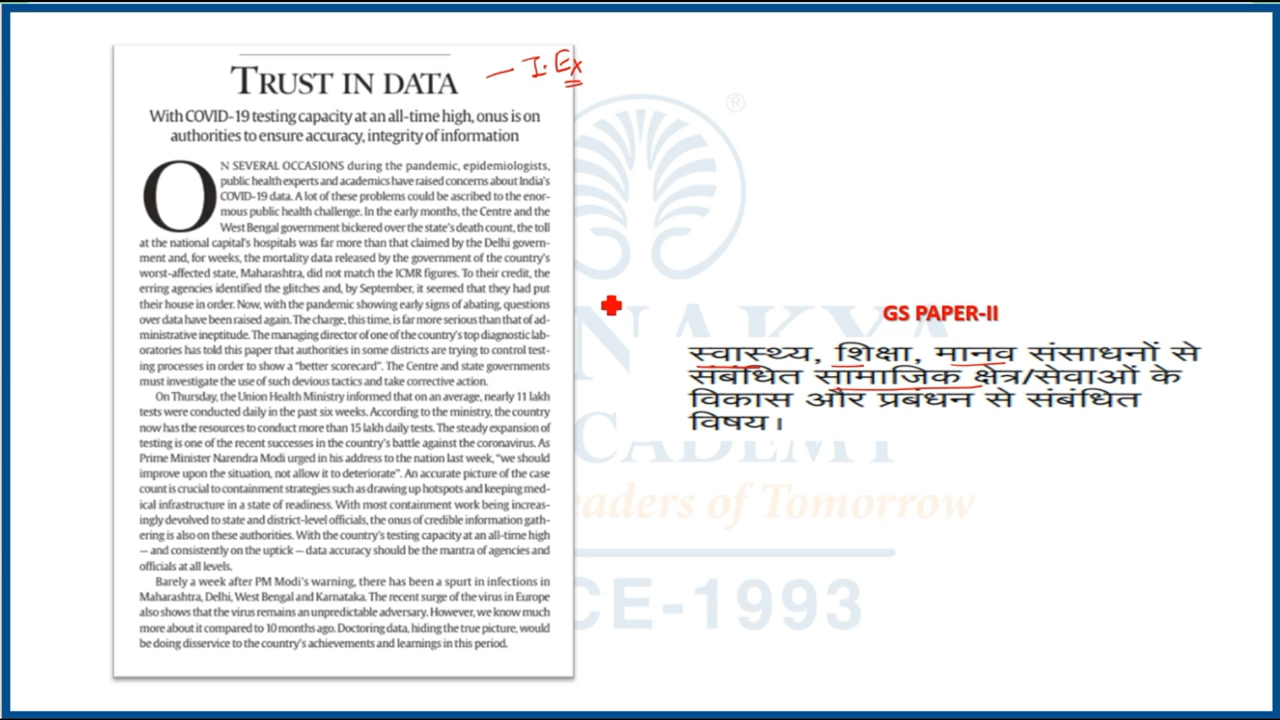 TRUST IN DATA
— I. Ex
With COVID-19 testing capacity at an all-time high, onus is on
authorities to ensure accuracy, integrity of information
ON SEVERAL OCCASIONS during the pandemic, epidemiologists,
public health experts and academics have raised concerns about India's
COVID-19 data. A lot of these problems could be ascribed to the enor-
mous public health challenge. In the early months, the Centre and the
West Bengal government bickered over the state's death count, the toll
at the national capital's hospitals was far more than that claimed by the Delhi govern-
ment and, for weeks, the mortality data released by the government of the country's
worst-affected state, Maharashtra, did not match the ICMR figures. To their credit, the
erring agencies identified the glitches and, by September, it seemed that they had put
their house in order. Now, with the pandemic showing early signs of abating, questions
over data have been raised again. The charge, this time, is far more serious than that of ad-
ministrative ineptitude. The managing director of one of the country's top diagnostic lab-
oratories has told this paper that authorities in some districts are trying to control test-
ing processes in order to show a "better scorecard". The Centre and state governments
must investigate the use of such devious tactics and take corrective action.
On Thursday, the Union Health Ministry informed that on an average, nearly 11 lakh
tests were conducted daily in the past six weeks. According to the ministry, the country
now has the resources to conduct more than 15 lakh daily tests. The steady expansion of
testing is one of the recent successes in the country's battle against the coronavirus. As
Prime Minister Narendra Modi urged in his address to the nation last week, "we should
improve upon the situation, not allow it to deteriorate". An accurate picture of the case
count is crucial to containment strategies such as drawing up hotspots and keeping med-
ical infrastructure in a state of readiness. With most containment work being increas-
ingly devolved to state and district-level officials, the onus of credible information gath-
ering is also on these authorities. With the country's testing capacity at an all-time high
— and consistently on the uptick — data accuracy should be the mantra of agencies and
officials at all levels.
Barely a week after PM Modi's warning, there has been a spurt in infections in
Maharashtra, Delhi, West Bengal and Karnataka. The recent surge of the virus in Europe
also shows that the virus remains an unpredictable adversary. However, we know much
more about it compared to 10 months ago. Doctoring data, hiding the true picture, would
be doing disservice to the country's achievements and learnings in this period.
GS PAPER-II
स्वास्थ्य, शिक्षा, मानव संसाधनों से
संबंधित सामाजिक क्षेत्र/सेवाओं के
विकास और प्रबंधन से संबंधित
विषय।
®
NAKYA
CADEMY
eaders of Tomorrow
CE-1993